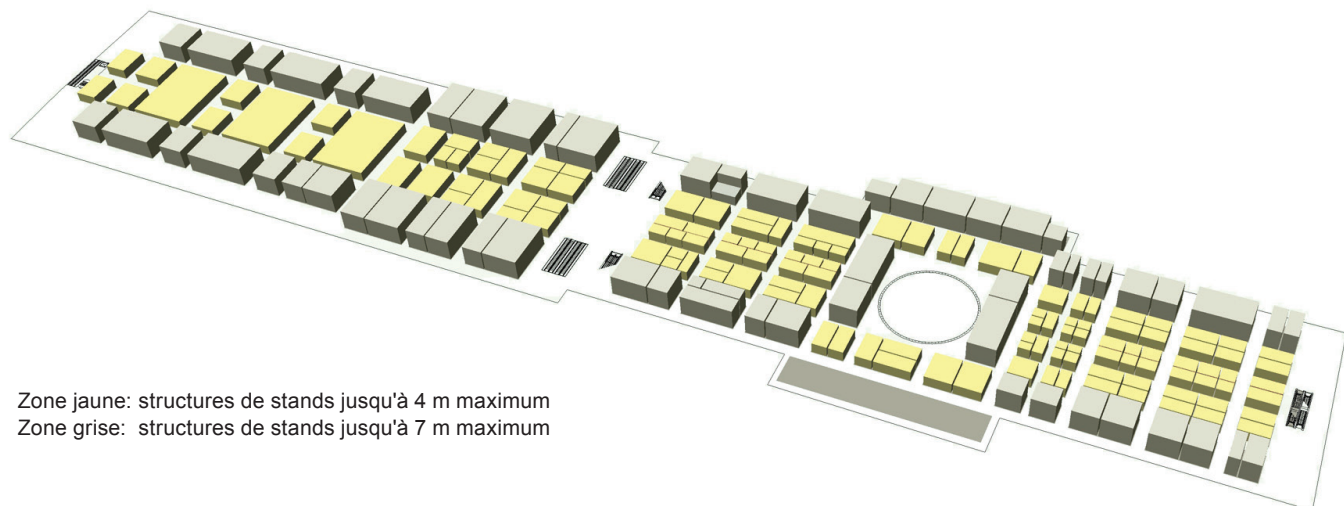 Zone jaune: structures de stands jusqu'à 4 m maximum
Zone grise: structures de stands jusqu'à 7 m maximum